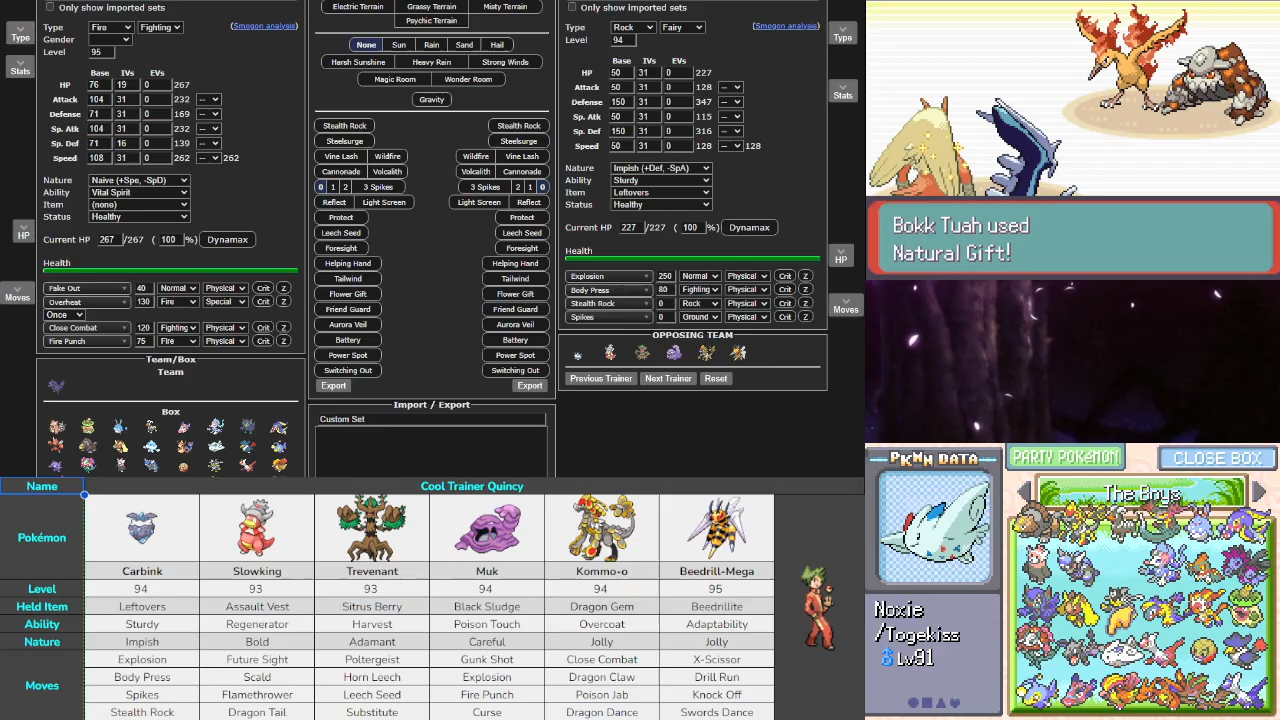 Only show imported sets
Type Fire Fighting (Smogon analysis)
Gender
Level 95
Base IVs EVs
HP 76 19 0 267
Attack 104 31 0 232 --
Defense 71 31 0 169 --
Sp. Atk 104 31 0 232 --
Sp. Def 71 16 0 139 --
Speed 108 31 0 262 -- 262
Nature Naive (+Spe, -SpD)
Ability Vital Spirit
Item (none)
Status Healthy
Current HP 267 /267 ( 100 %) Dynamax
Health
Fake Out 40 Normal Physical Crit Z
Overheat 130 Fire Special Crit Z
Once
Close Combat 120 Fighting Physical Crit Z
Fire Punch 75 Fire Physical Crit Z
Team/Box
Team
Box
Type
Stats
HP
Moves
Electric Terrain Grassy Terrain Misty Terrain
Psychic Terrain
None Sun Rain Sand Hail
Harsh Sunshine Heavy Rain Strong Winds
Magic Room Wonder Room
Gravity
Stealth Rock Stealth Rock
Steelsurge Steelsurge
Vine Lash Wildfire Wildfire Vine Lash
Cannonade Volcalith Volcalith Cannonade
0 1 2 3 Spikes 3 Spikes 2 1 0
Reflect Light Screen Light Screen Reflect
Protect Protect
Leech Seed Leech Seed
Foresight Foresight
Helping Hand Helping Hand
Tailwind Tailwind
Flower Gift Flower Gift
Friend Guard Friend Guard
Aurora Veil Aurora Veil
Battery Battery
Power Spot Power Spot
Switching Out Switching Out
Export Export
Import / Export
Custom Set
Only show imported sets
Type Rock Fairy (Smogon analysis)
Level 94
Base IVs EVs
HP 50 31 0 227
Attack 50 31 0 128 --
Defense 150 31 0 347 --
Sp. Atk 50 31 0 115 --
Sp. Def 150 31 0 316 --
Speed 50 31 0 128 -- 128
Nature Impish (+Def, -SpA)
Ability Sturdy
Item Leftovers
Status Healthy
Current HP 227 /227 ( 100 %) Dynamax
Health
Explosion 250 Normal Physical Crit Z
Body Press 80 Fighting Physical Crit Z
Stealth Rock 0 Rock Physical Crit Z
Spikes 0 Ground Physical Crit Z
OPPOSING TEAM
Previous Trainer Next Trainer Reset
Type
Stats
HP
Moves
Bokk Tuah used
Natural Gift!
Name Cool Trainer Quincy
Pokémon Carbink Slowking Trevenant Muk Kommo-o Beedrill-Mega
Level 94 93 93 94 94 95
Held Item Leftovers Assault Vest Sitrus Berry Black Sludge Dragon Gem Beedrillite
Ability Sturdy Regenerator Harvest Poison Touch Overcoat Adaptability
Nature Impish Bold Adamant Careful Jolly Jolly
Moves
Explosion Future Sight Poltergeist Gunk Shot Close Combat X-Scissor
Body Press Scald Horn Leech Explosion Dragon Claw Drill Run
Spikes Flamethrower Leech Seed Fire Punch Poison Jab Knock Off
Stealth Rock Dragon Tail Substitute Curse Dragon Dance Swords Dance
PKMN DATA
PARTY POKéMON
CLOSE BOX
The Boys
Noxie
/Togekiss
♂ Lv91